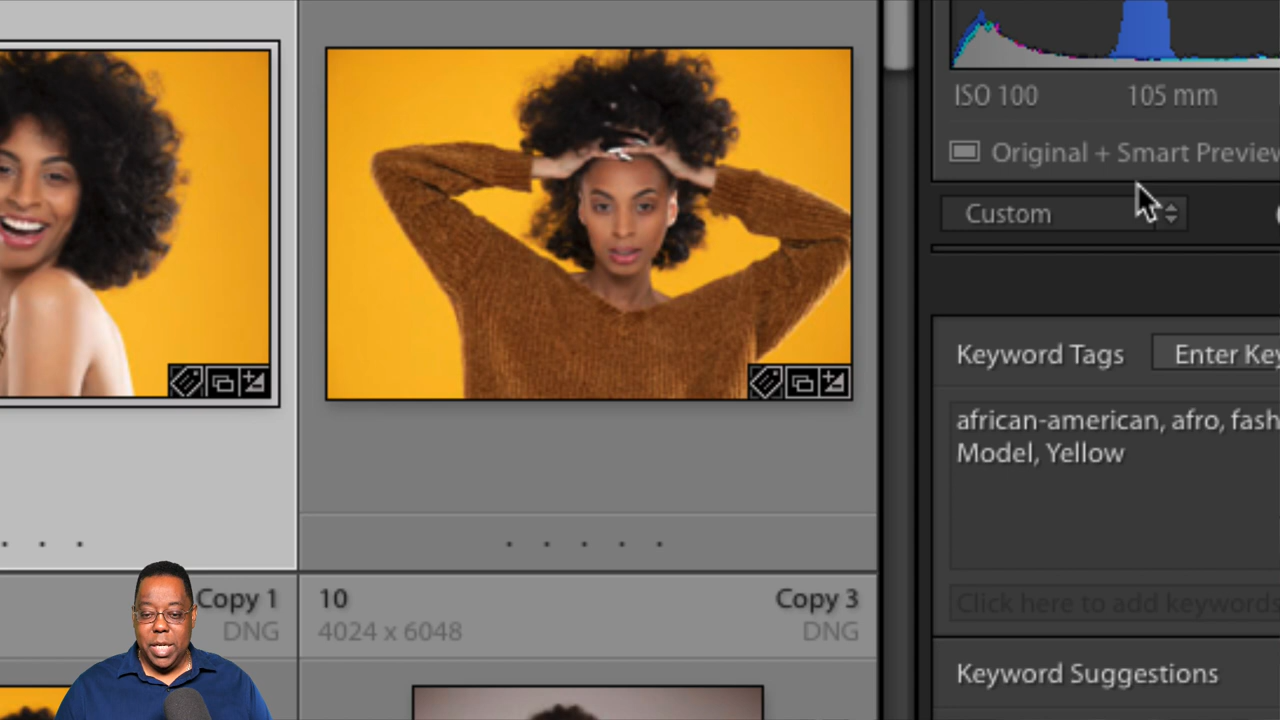 ISO 100
105 mm
Original + Smart Preview
Custom
Keyword Tags
Enter Key
african-american, afro, fash
Model, Yellow
Click here to add keywords
Keyword Suggestions
Copy 1
DNG
10
Copy 3
4024 x 6048
DNG